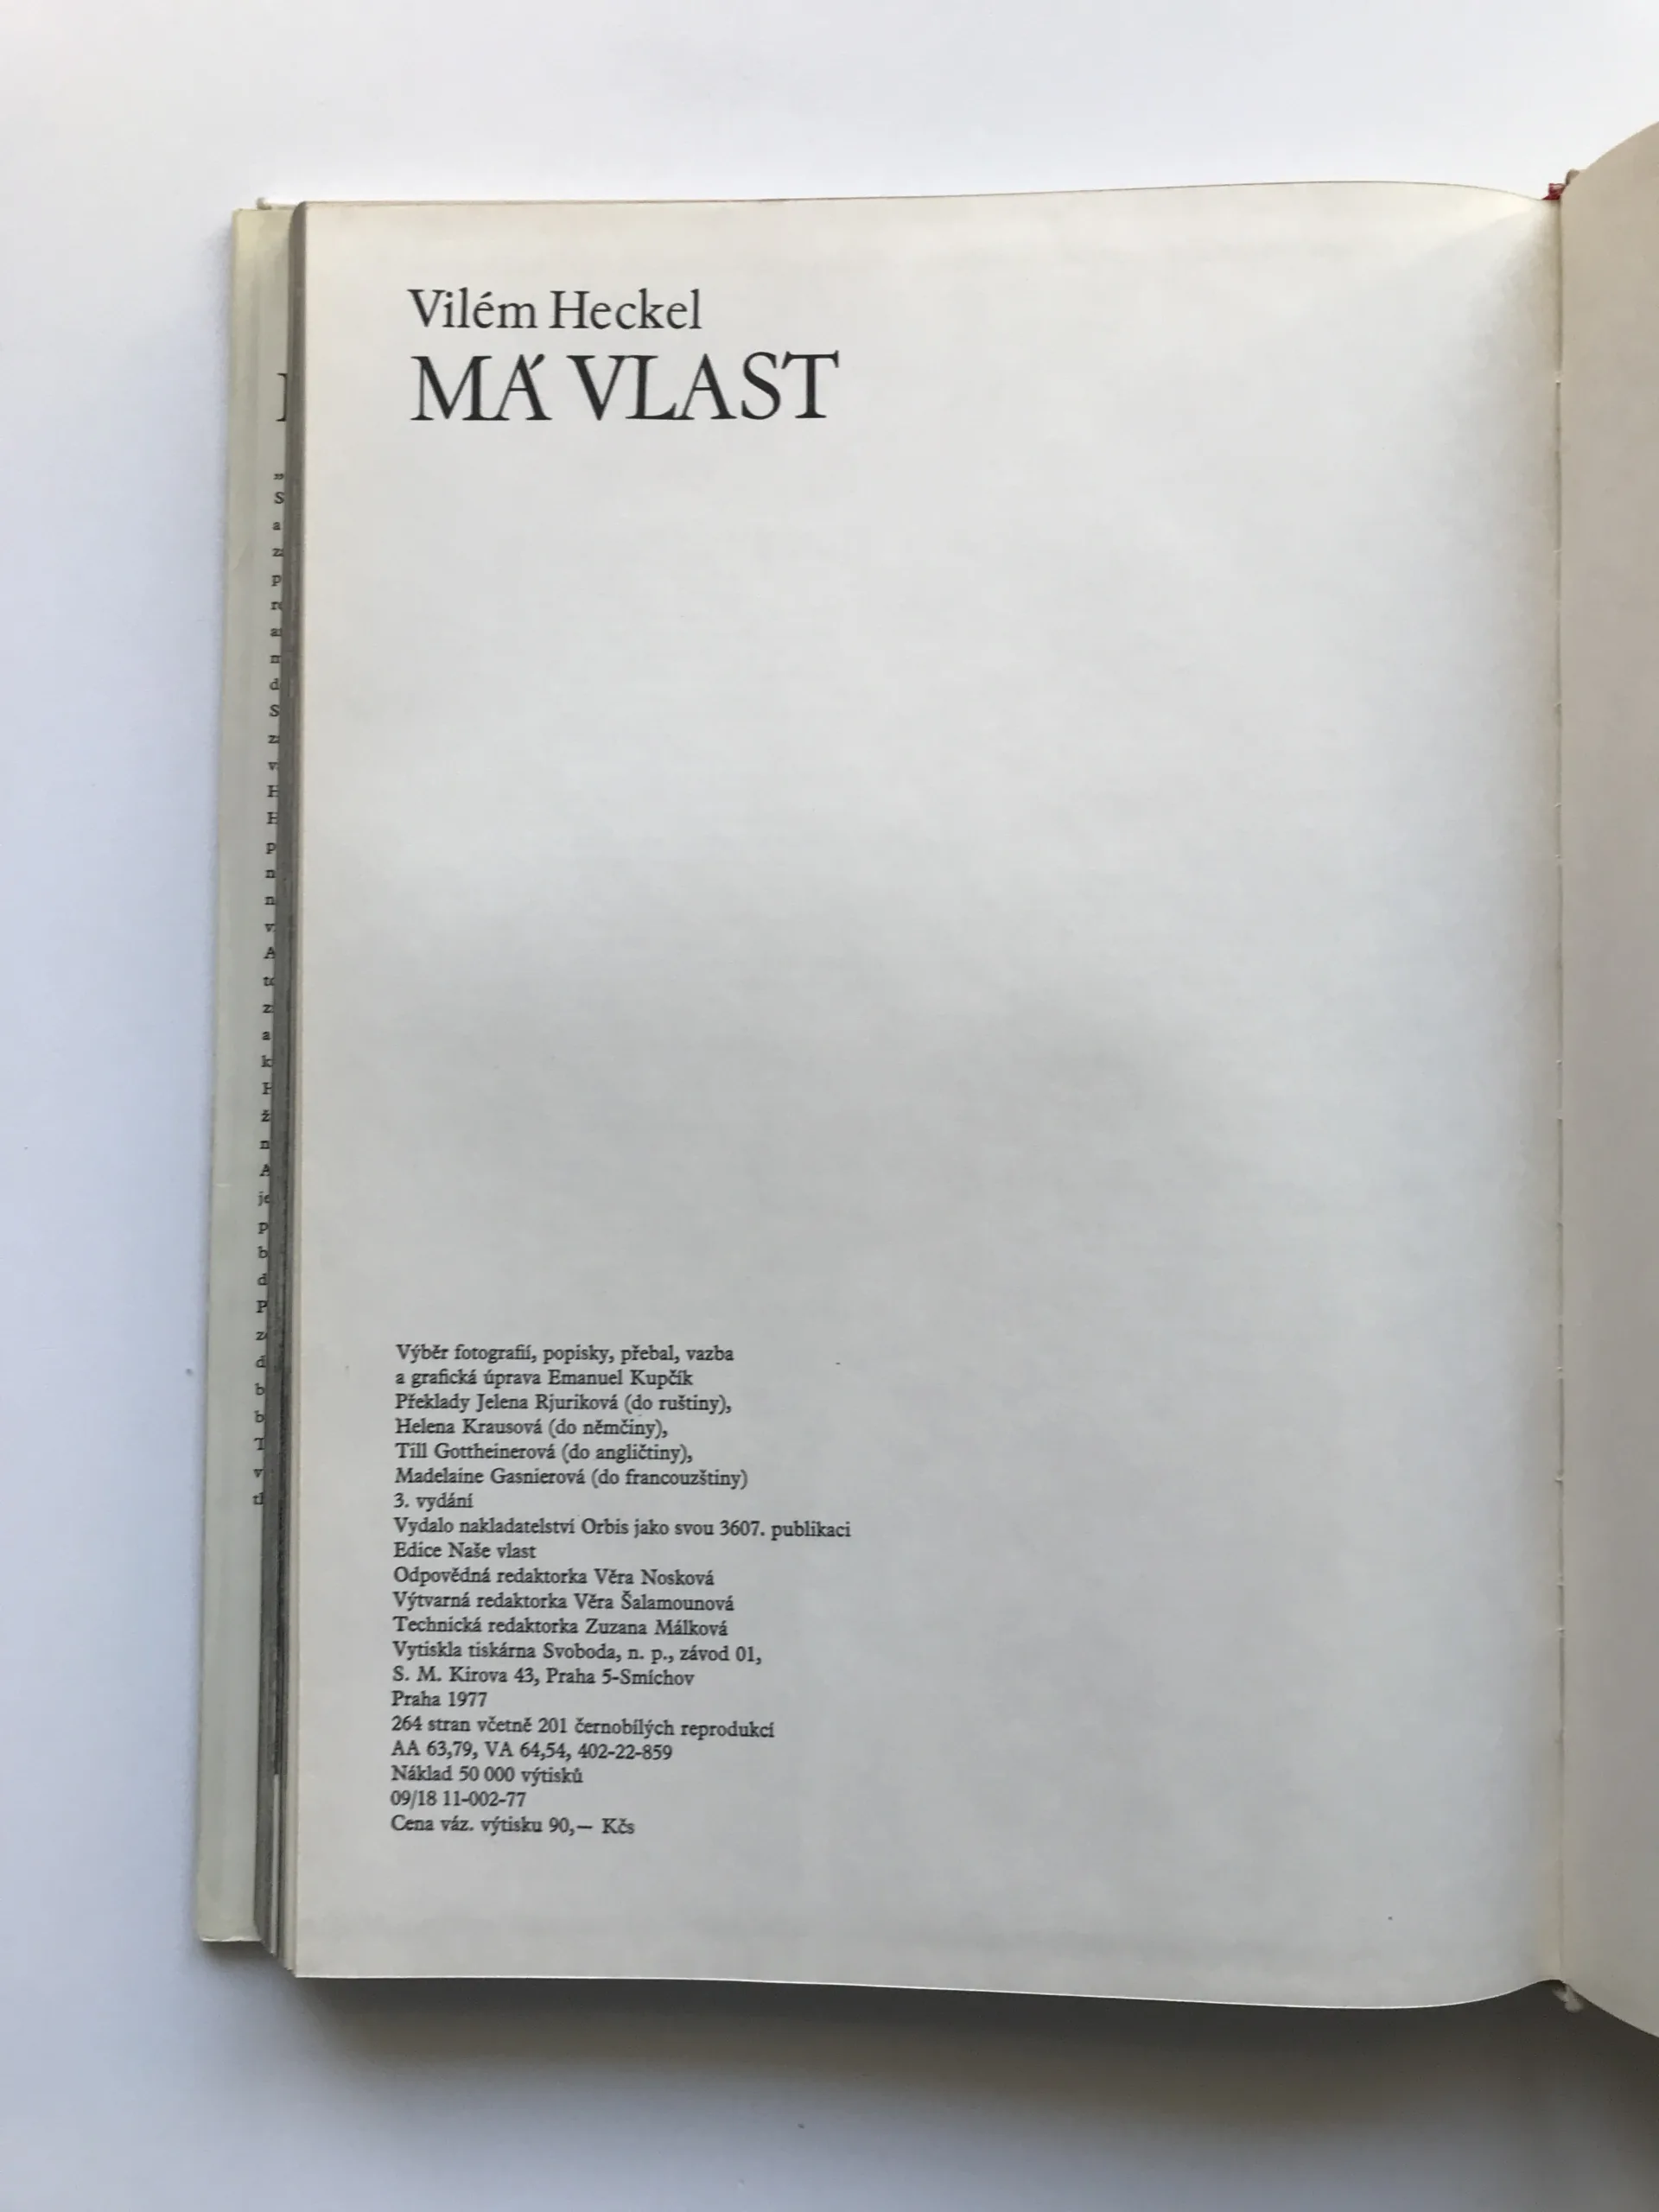 Vilém Heckel
MÁ VLAST
Výběr fotografií, popisky, přebal, vazba
a grafická úprava Emanuel Kupčík
Překlady Jelena Rjuriková (do ruštiny),
Helena Krausová (do němčiny),
Till Gottheinerová (do angličtiny),
Madelaine Gasnierová (do francouzštiny)
3. vydání
Vydalo nakladatelství Orbis jako svou 3607. publikaci
Edice Naše vlast
Odpovědná redaktorka Věra Nosková
Výtvarná redaktorka Věra Šalamounová
Technická redaktorka Zuzana Málková
Vytiskla tiskárna Svoboda, n. p., závod 01,
S. M. Kirova 43, Praha 5-Smíchov
Praha 1977
264 stran včetně 201 černobílých reprodukcí
AA 63,79, VA 64,54, 402-22-859
Náklad 50 000 výtisků
09/18 11-002-77
Cena váz. výtisku 90,— Kčs